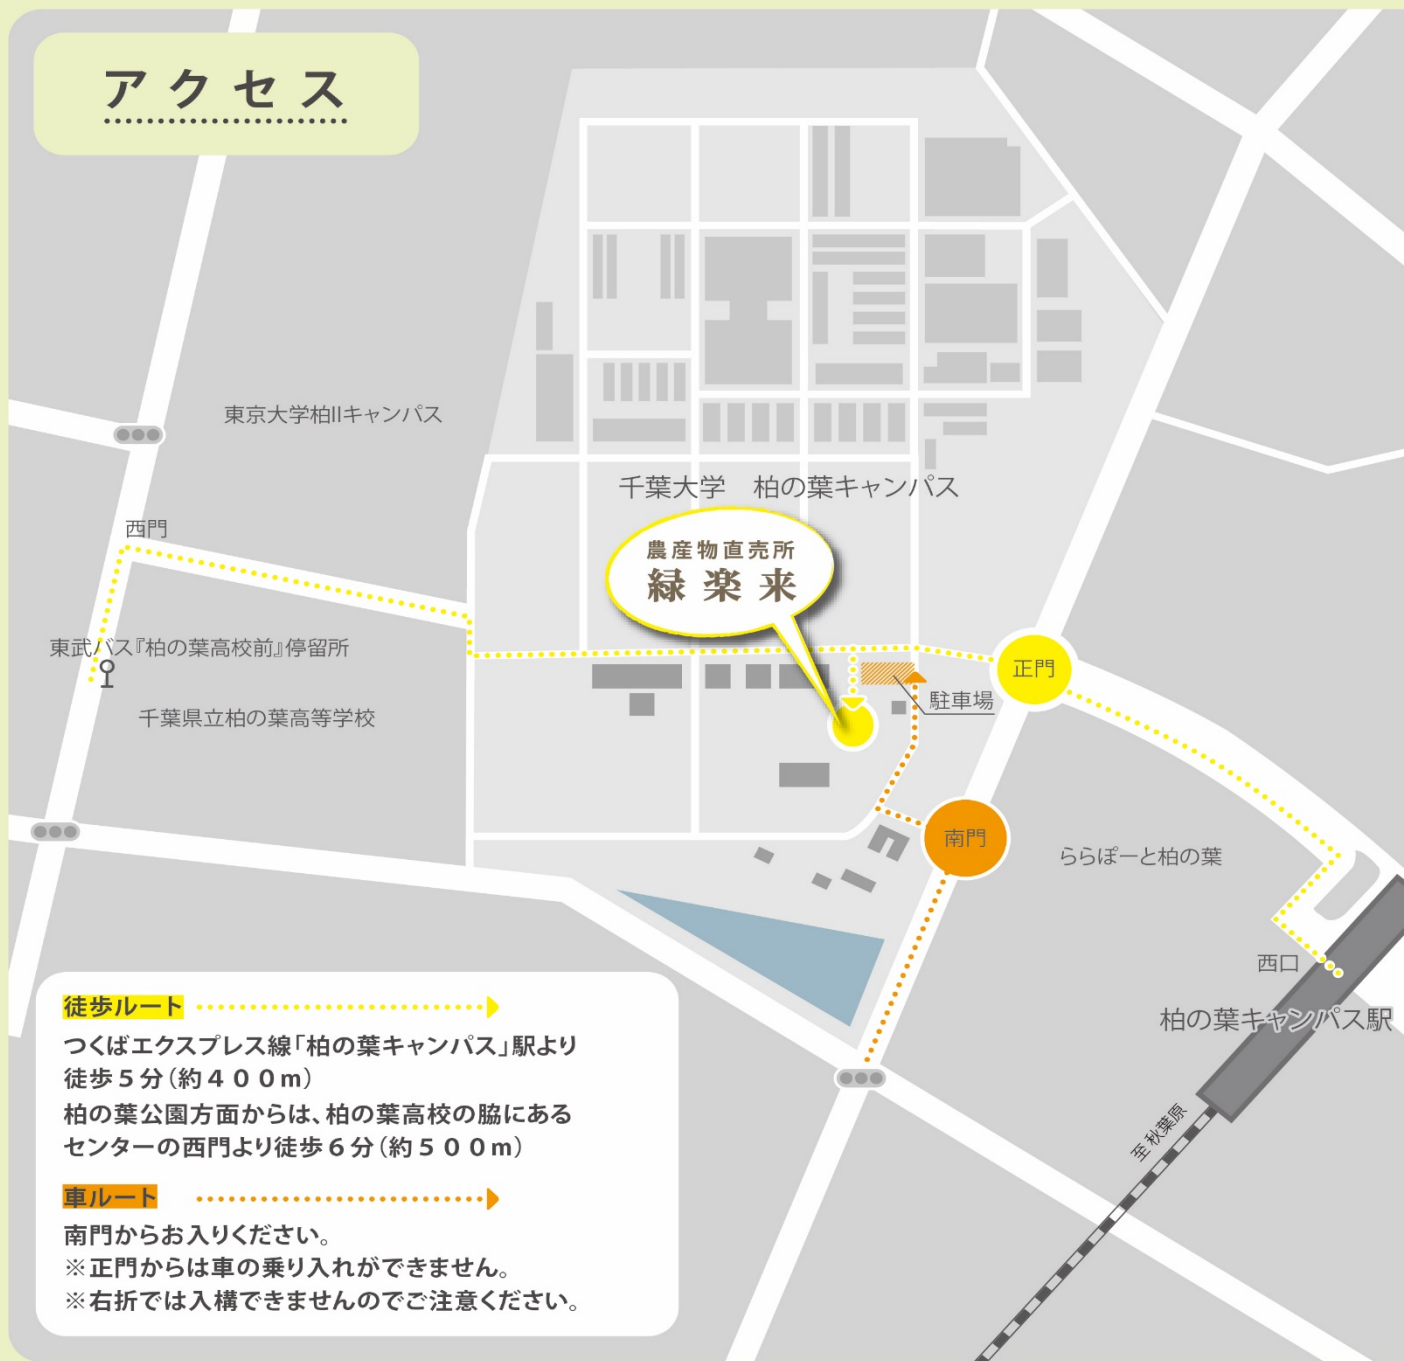 アクセス
東京大学柏IIキャンパス
千葉大学　柏の葉キャンパス
西門
農産物直売所
緑楽来
東武バス『柏の葉高校前』停留所
正門
駐車場
千葉県立柏の葉高等学校
南門
ららぽーと柏の葉
西口
柏の葉キャンパス駅
至 秋葉原
徒歩ルート
つくばエクスプレス線「柏の葉キャンパス」駅より
徒歩５分（約４００m）
柏の葉公園方面からは、柏の葉高校の脇にある
センターの西門より徒歩６分（約５００m）
車ルート
南門からお入りください。
※正門からは車の乗り入れができません。
※右折では入構できませんのでご注意ください。